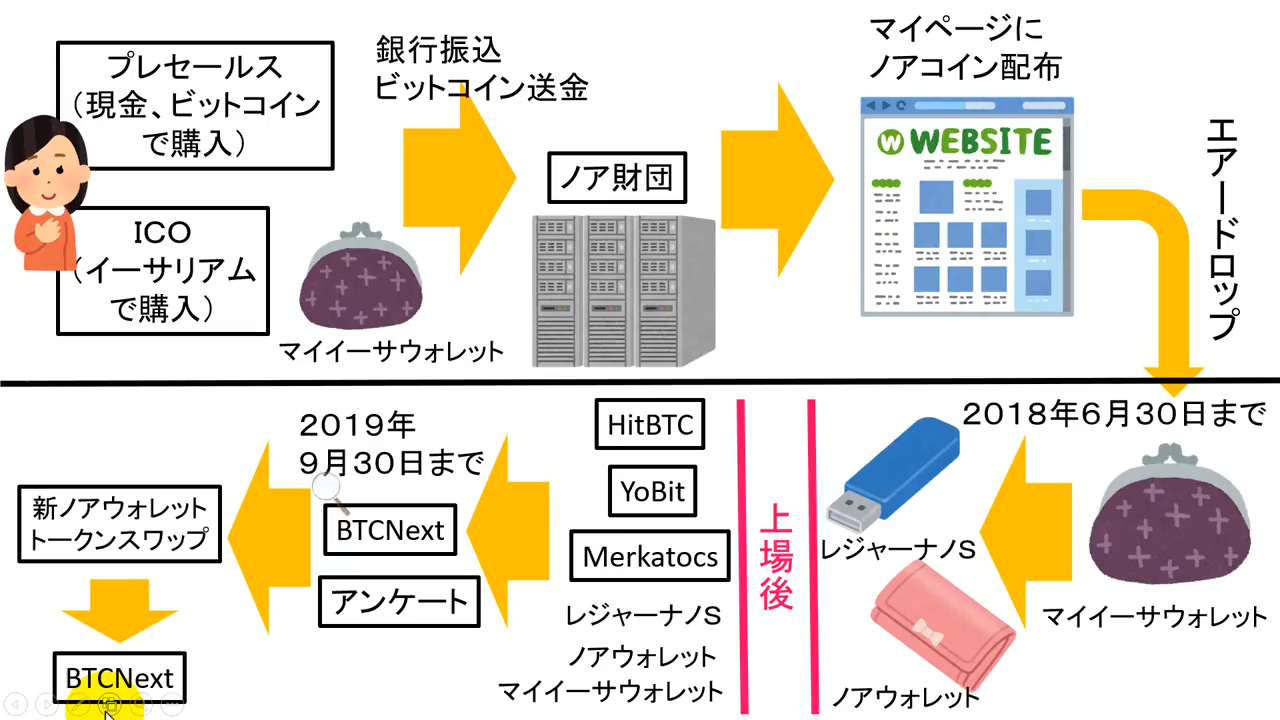 プレセールス
（現金、ビットコイン
で購入）
ICO
（イーサリアム
で購入）
銀行振込
ビットコイン送金
マイイーサウォレット
ノア財団
マイページに
ノアコイン配布
W WEBSITE
エアードロップ
2018年6月30日まで
マイイーサウォレット
レジャーナノS
ノアウォレット
上場後
HitBTC
YoBit
Merkatocs
レジャーナノS
ノアウォレット
マイイーサウォレット
2019年
9月30日まで
BTCNext
アンケート
新ノアウォレット
トークンスワップ
BTCNext